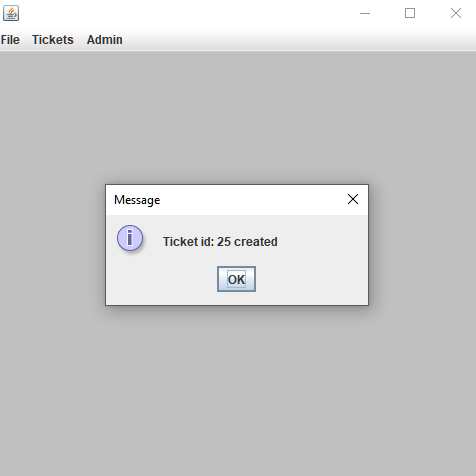 File Tickets Admin
Message
Ticket id: 25 created
OK